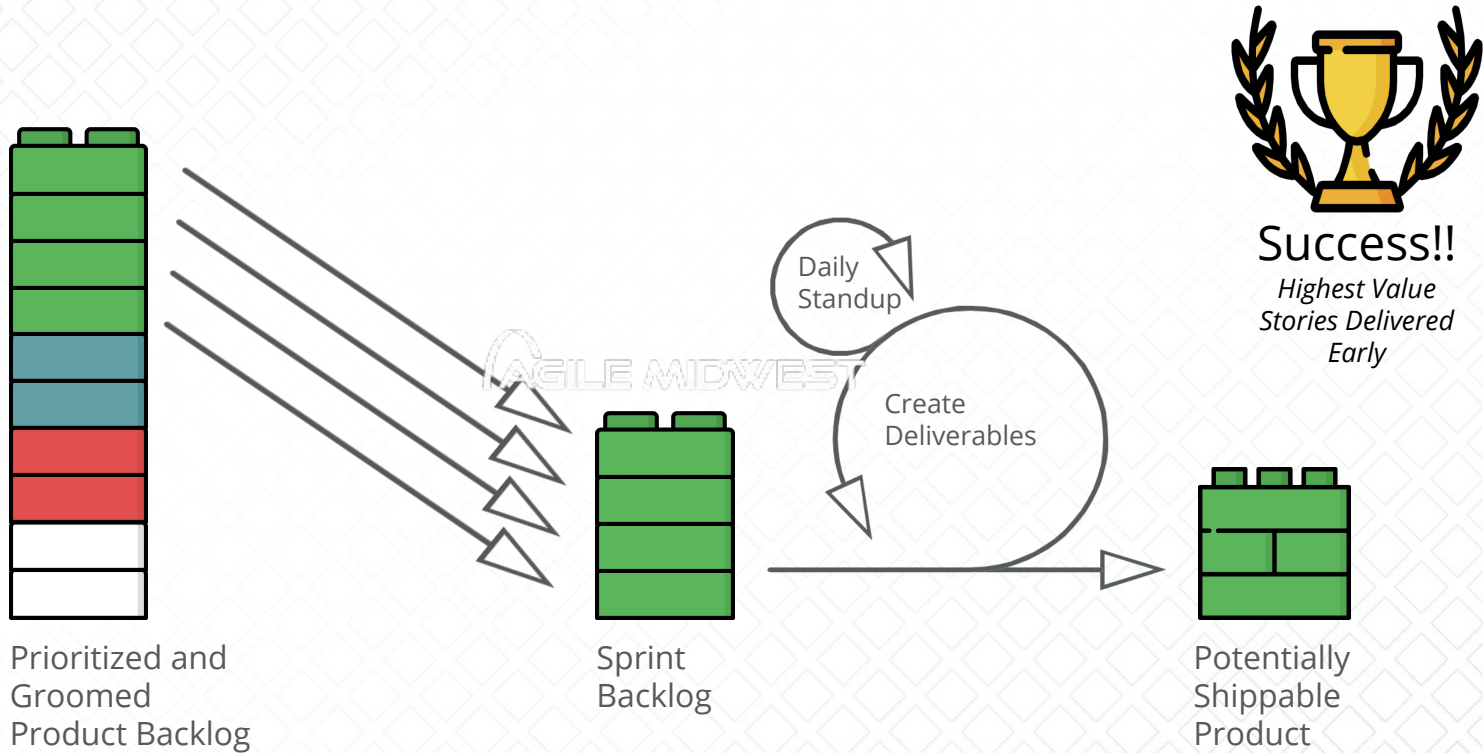 Success!!
Highest Value
Stories Delivered
Early
Daily
Standup
AGILE MIDWEST
Create
Deliverables
Prioritized and
Groomed
Product Backlog
Sprint
Backlog
Potentially
Shippable
Product